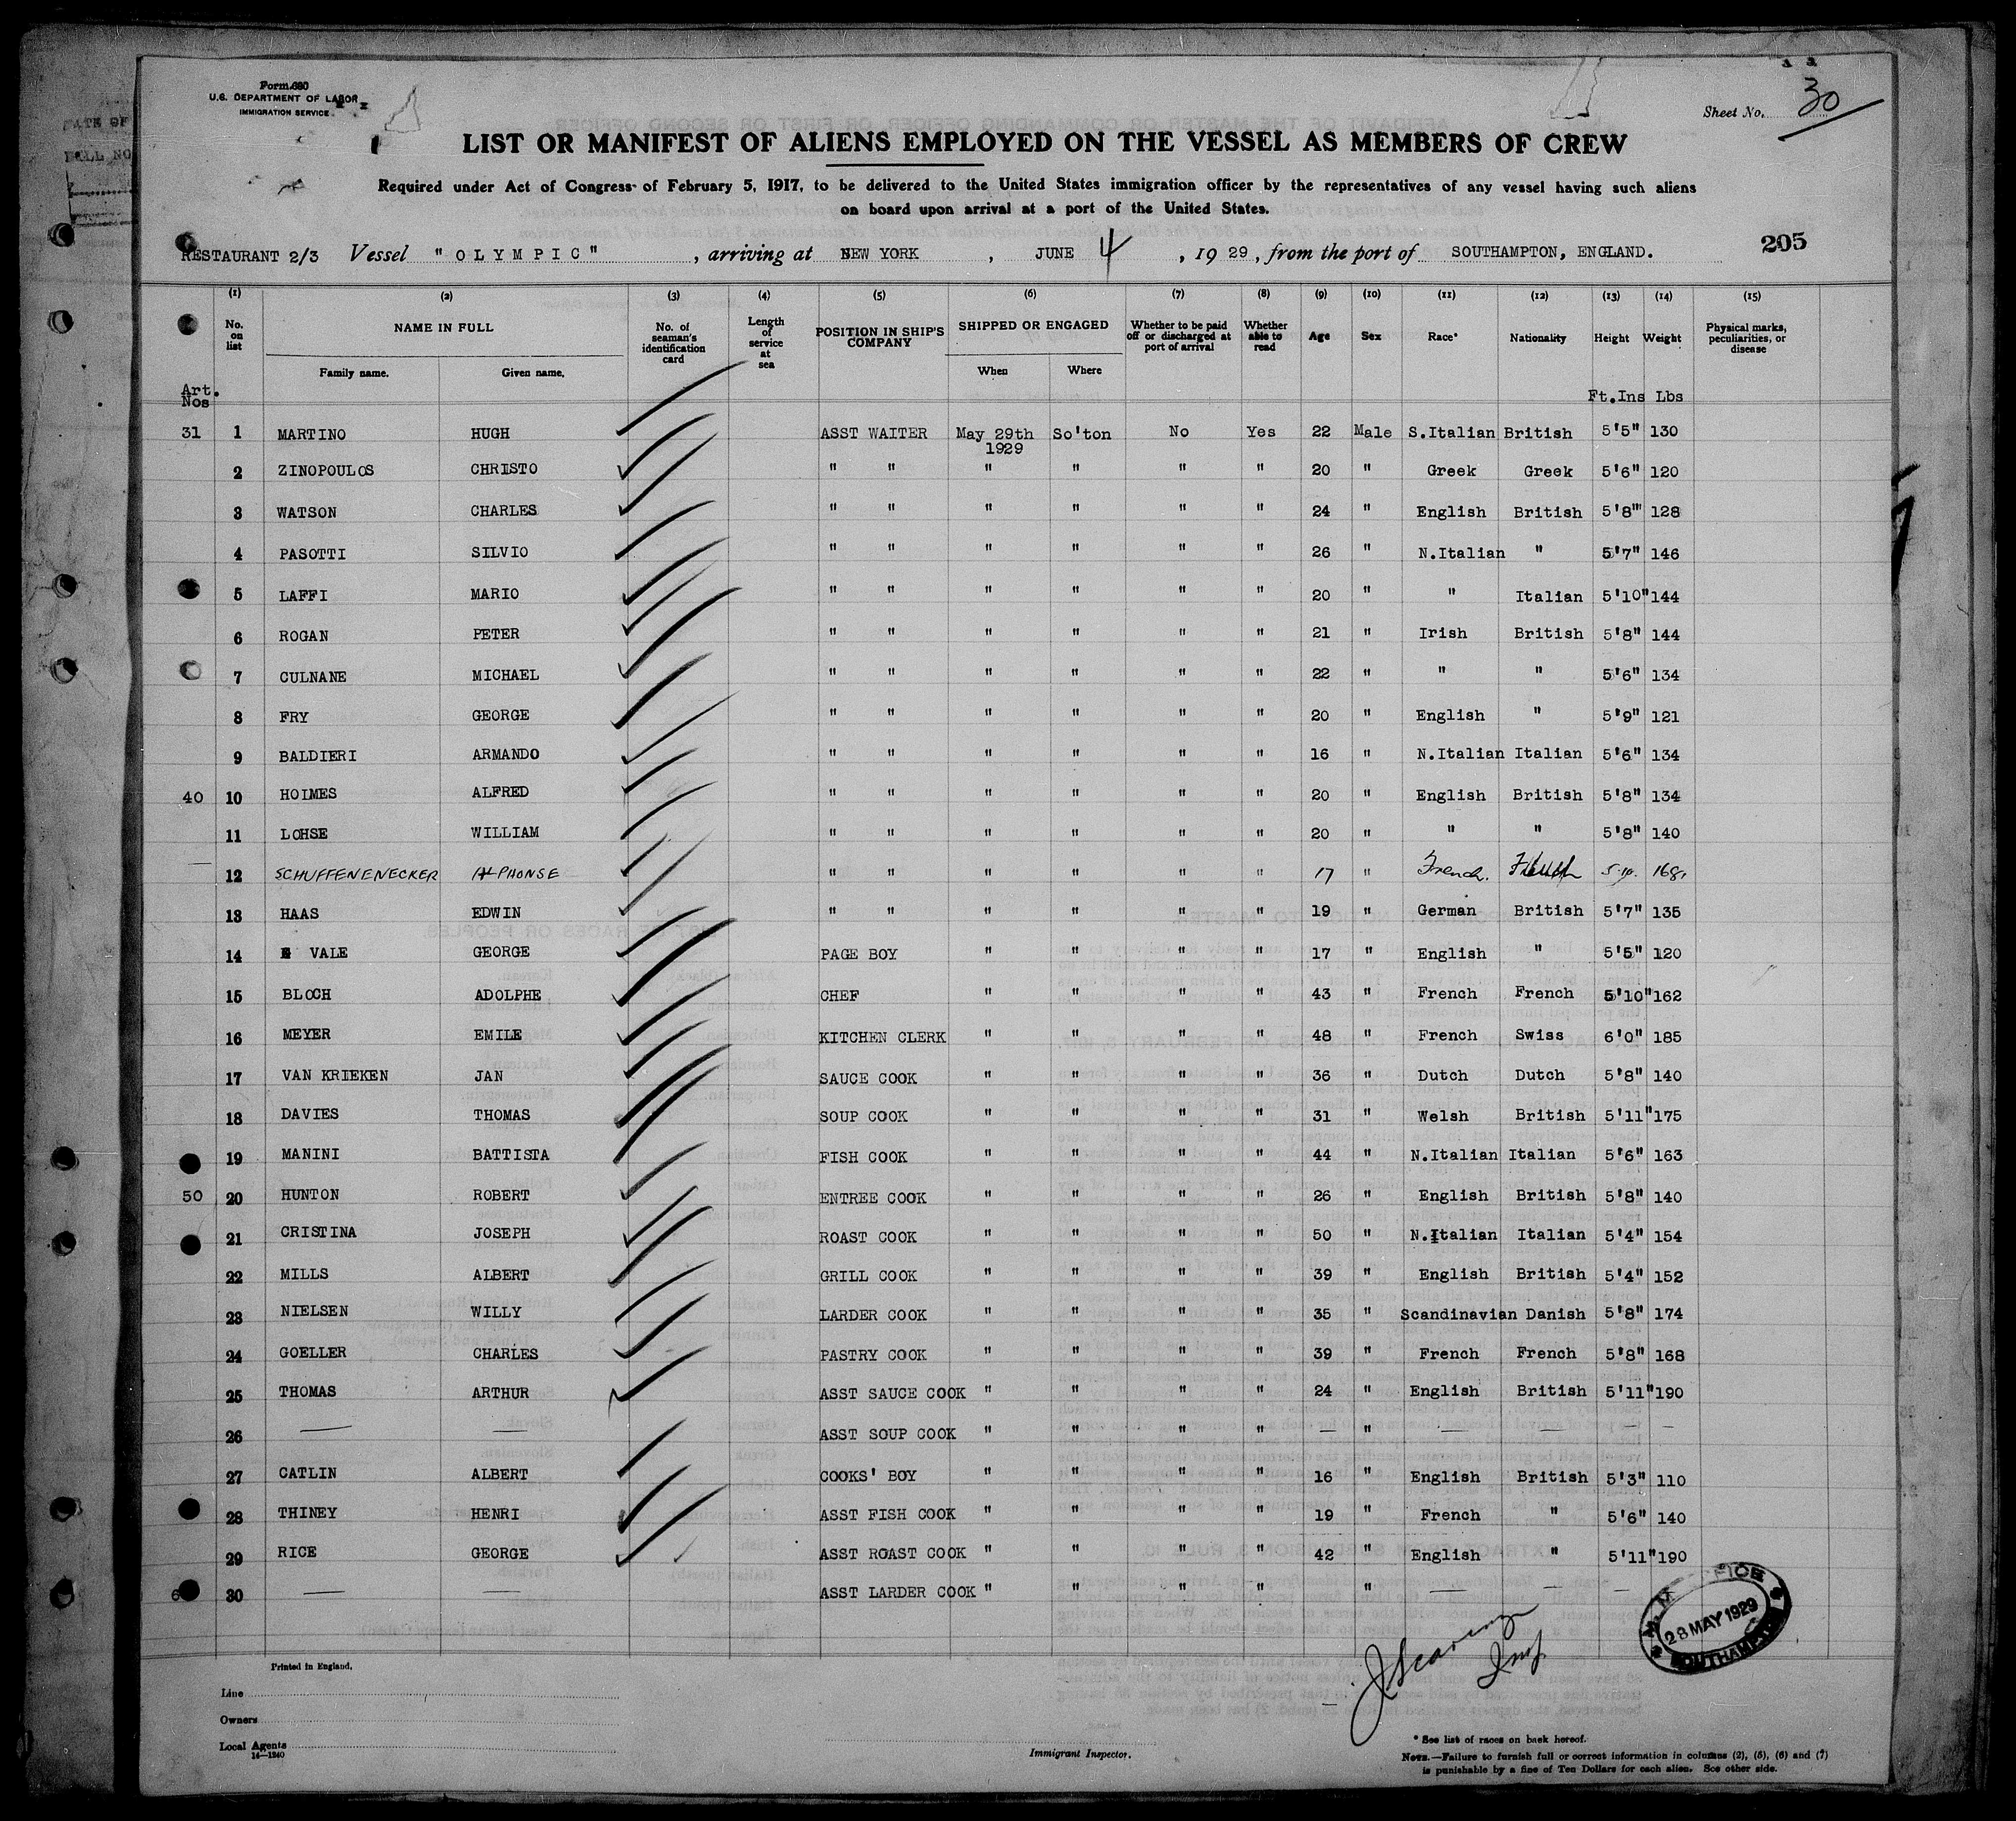 Form 680
U.S. DEPARTMENT OF LABOR
IMMIGRATION SERVICE
Sheet No. 30
LIST OR MANIFEST OF ALIENS EMPLOYED ON THE VESSEL AS MEMBERS OF CREW
Required under Act of Congress of February 5, 1917, to be delivered to the United States immigration officer by the representatives of any vessel having such aliens
on board upon arrival at a port of the United States.
RESTAURANT 2/3 Vessel "OLYMPIC", arriving at NEW YORK, JUNE 4, 1929, from the port of SOUTHAMPTON, ENGLAND. 205
(1) (2) (3) (4) (5) (6) (7) (8) (9) (10) (11) (12) (13) (14) (15)
No. on list NAME IN FULL Family name. Given name. No. of seaman's identification card Length of service at sea POSITION IN SHIP'S COMPANY SHIPPED OR ENGAGED When Where Whether to be paid off or discharged at port of arrival Whether able to read Age Sex Race* Nationality Height Weight Physical marks, peculiarities, or disease
Art. Nos Ft.Ins Lbs
31 1 MARTINO HUGH ASST WAITER May 29th 1929 So'ton No Yes 22 Male S.Italian British 5'5" 130
2 ZINOPOULOS CHRISTO " " " " " " 20 " Greek Greek 5'6" 120
3 WATSON CHARLES " " " " " " 24 " English British 5'8" 128
4 PASOTTI SILVIO " " " " " " 26 " N.Italian " 5'7" 146
5 LAFFI MARIO " " " " " " 20 " " Italian 5'10" 144
6 ROGAN PETER " " " " " " 21 " Irish British 5'8" 144
7 CULNANE MICHAEL " " " " " " 22 " " " 5'6" 134
8 FRY GEORGE " " " " " " 20 " English " 5'9" 121
9 BALDIERI ARMANDO " " " " " " 16 " N.Italian Italian 5'6" 134
40 10 HOIMES ALFRED " " " " " " 20 " English British 5'8" 134
11 LOHSE WILLIAM " " " " " " 20 " " " 5'8" 140
12 SCHUFFENENECKER ALPHONSE " " " " " " 17 " French. French 5.10. 168
13 HAAS EDWIN " " " " " " 19 " German British 5'7" 135
14 VALE GEORGE PAGE BOY " " " " 17 " English " 5'5" 120
15 BLOCH ADOLPHE CHEF " " " " 43 " French French 5'10" 162
16 MEYER EMILE KITCHEN CLERK " " " " 48 " French Swiss 6'0" 185
17 VAN KRIEKEN JAN SAUCE COOK " " " " 36 " Dutch Dutch 5'8" 140
18 DAVIES THOMAS SOUP COOK " " " " 31 " Welsh British 5'11" 175
19 MANINI BATTISTA FISH COOK " " " " 44 " N.Italian Italian 5'6" 163
50 20 HUNTON ROBERT ENTREE COOK " " " " 26 " English British 5'8" 140
21 CRISTINA JOSEPH ROAST COOK " " " " 50 " N.Italian Italian 5'4" 154
22 MILLS ALBERT GRILL COOK " " " " 39 " English British 5'4" 152
23 NIELSEN WILLY LARDER COOK " " " " 35 " Scandinavian Danish 5'8" 174
24 GOELLER CHARLES PASTRY COOK " " " " 39 " French French 5'8" 168
25 THOMAS ARTHUR ASST SAUCE COOK " " " " 24 " English British 5'11" 190
26 — — ASST SOUP COOK " " " " — " — — — —
27 CATLIN ALBERT COOKS' BOY " " " " 16 " English British 5'3" 110
28 THINEY HENRI ASST FISH COOK " " " " 19 " French " 5'6" 140
29 RICE GEORGE ASST ROAST COOK " " " " 42 " English " 5'11" 190
30 — — ASST LARDER COOK " " " " — " — — —
28 MAY 1929
SOUTHAMPTON
Printed in England.
Line
Owners
Local Agents
14—1240
Immigrant Inspector.
* See list of races on back hereof.
NOTE.—Failure to furnish full or correct information in columns (2), (5), (6) and (7)
is punishable by a fine of Ten Dollars for each alien. See other side.